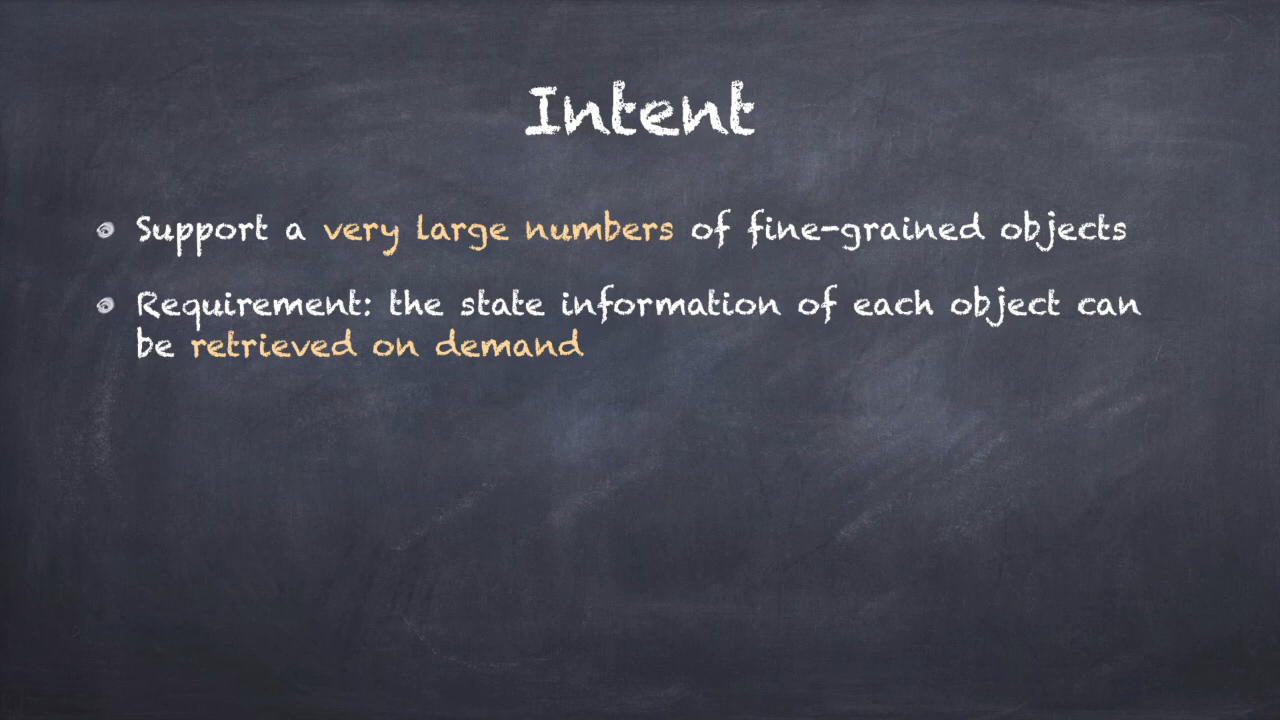 Intent
Support a very large numbers of fine-grained objects
Requirement: the state information of each object can
be retrieved on demand